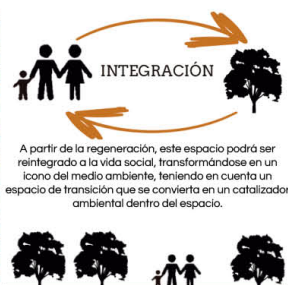 INTEGRACIÓN
A partir de la regeneración, este espacio podrá ser
reintegrado a la vida social, transformándose en un
icono del medio ambiente, teniendo en cuenta un
espacio de transición que se convierta en un catalizador
ambiental dentro del espacio.